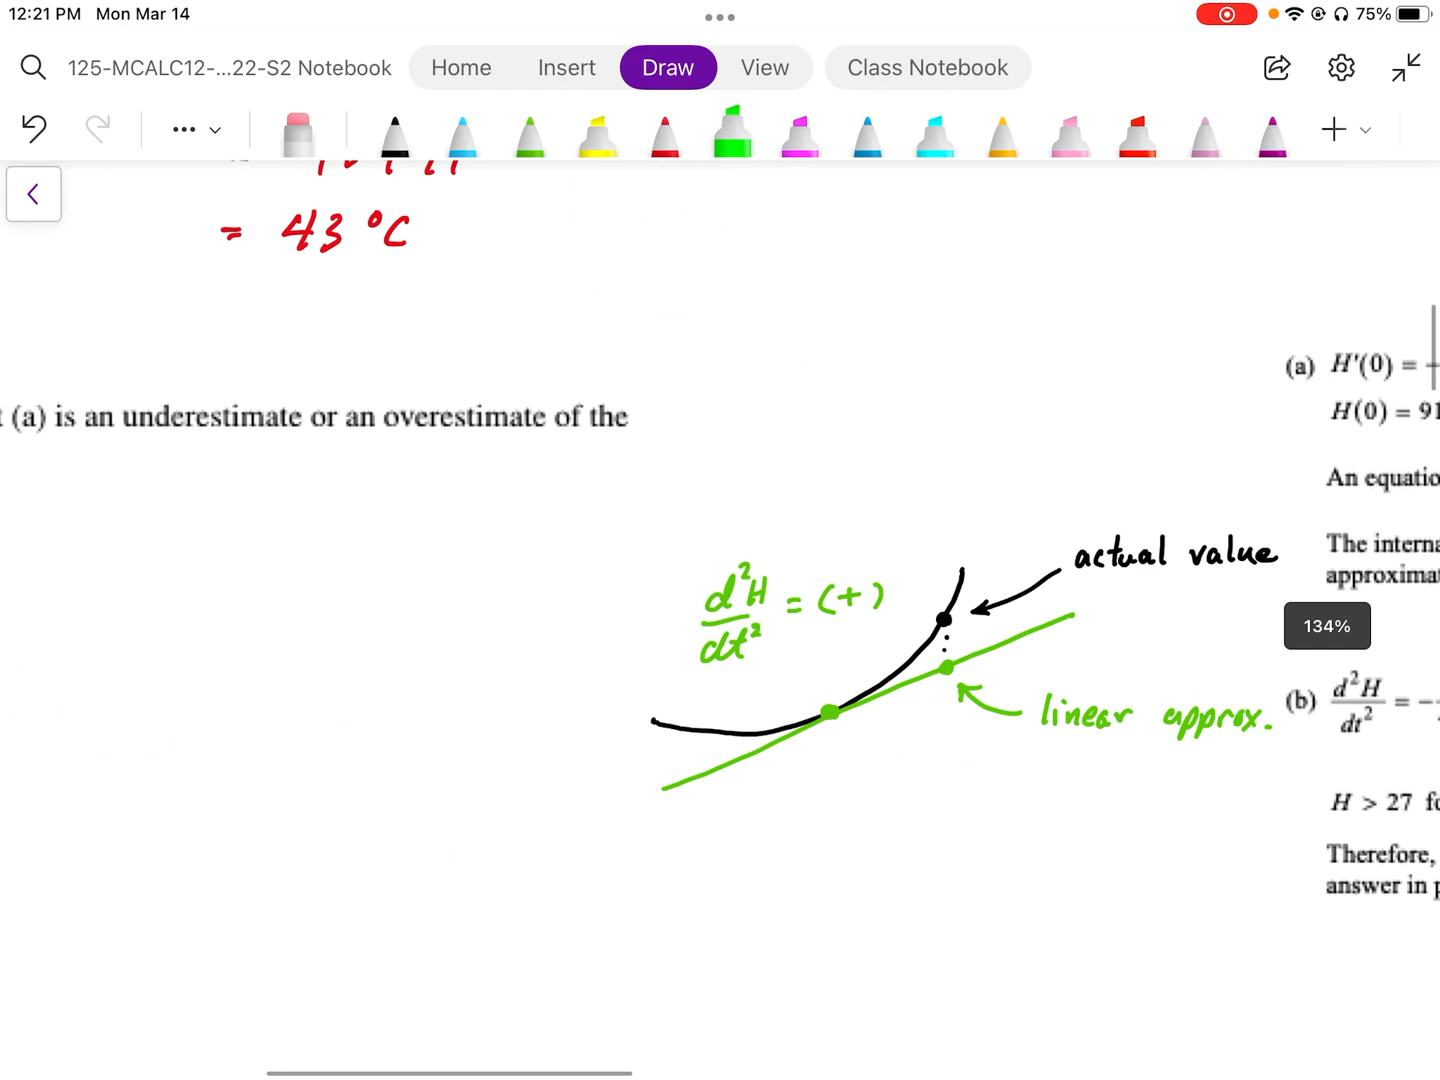 12:21 PM Mon Mar 14
75%
125-MCALC12-...22-S2 Notebook Home Insert Draw View Class Notebook
= 43 °C
(a) H'(0) =
H(0) = 91
(a) is an underestimate or an overestimate of the
An equatio
The interna
approximat
actual value
d²H/dt² = (+)
134%
linear approx.
(b) d²H/dt² = -
H > 27 fo
Therefore,
answer in p